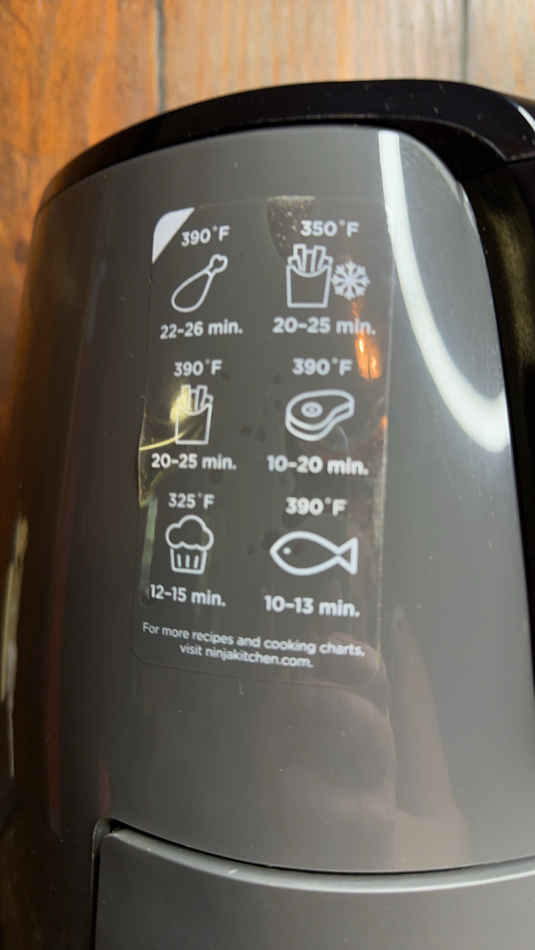 390°F 350°F
22-26 min. 20-25 min.
390°F 390°F
20-25 min. 10-20 min.
325°F 390°F
12-15 min. 10-13 min.
For more recipes and cooking charts,
visit ninjakitchen.com.